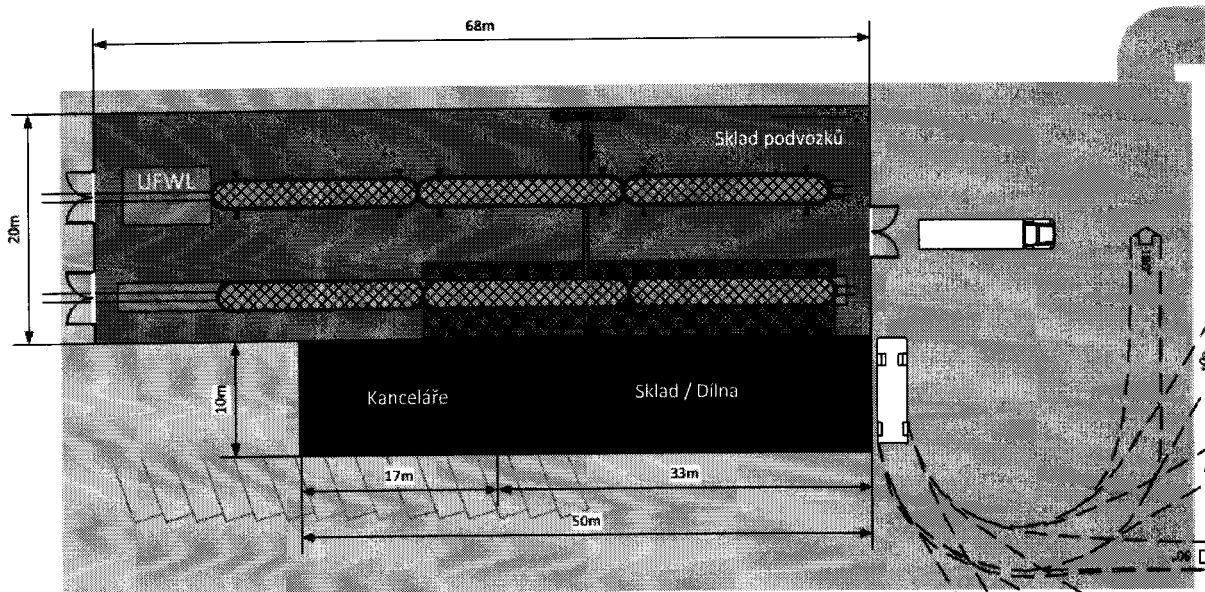 68m
Sklad podvozků
UFWL
20m
10m
Kanceláře
Sklad / Dílna
17m
33m
50m